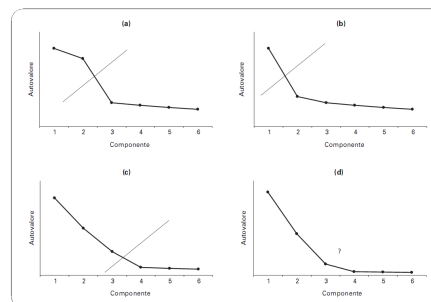 (a)
Autovalore
1 2 3 4 5 6
Componente
(b)
Autovalore
1 2 3 4 5 6
Componente
(c)
Autovalore
1 2 3 4 5 6
Componente
(d)
Autovalore
?
1 2 3 4 5 6
Componente